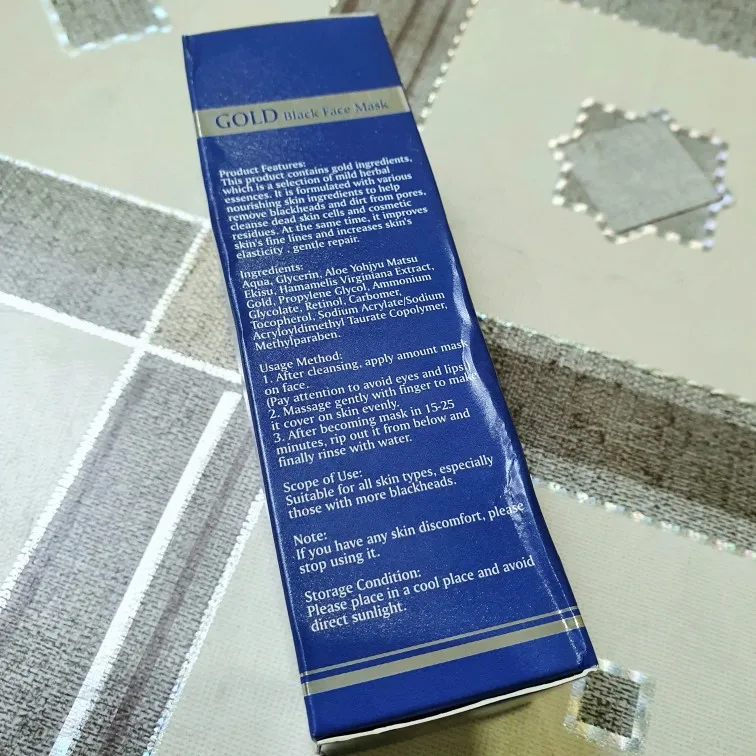 GOLD Black Face Mask
Product Features:
This product contains gold ingredients,
which is a selection of mild herbal
essences. It is formulated with various
nourishing skin ingredients to help
remove blackheads and dirt from pores,
cleanse dead skin cells and cosmetic
residues. At the same time, it improves
skin's fine lines and increases skin's
elasticity , gentle repair.
Ingredients:
Aqua, Glycerin, Aloe Yohjyu Matsu
Ekisu, Hamamelis Virginiana Extract,
Gold, Propylene Glycol, Ammonium
Glycolate, Retinol, Carbomer,
Tocopherol, Sodium Acrylate/Sodium
Acryloyldimethyl Taurate Copolymer,
Methylparaben.
Usage Method:
1. After cleansing, apply amount mask
on face.
(Pay attention to avoid eyes and lips)
2. Massage gently with finger to make
it cover on skin evenly.
3. After becoming mask in 15-25
minutes, rip out it from below and
finally rinse with water.
Scope of Use:
Suitable for all skin types, especially
those with more blackheads.
Note:
If you have any skin discomfort, please
stop using it.
Storage Condition:
Please place in a cool place and avoid
direct sunlight.